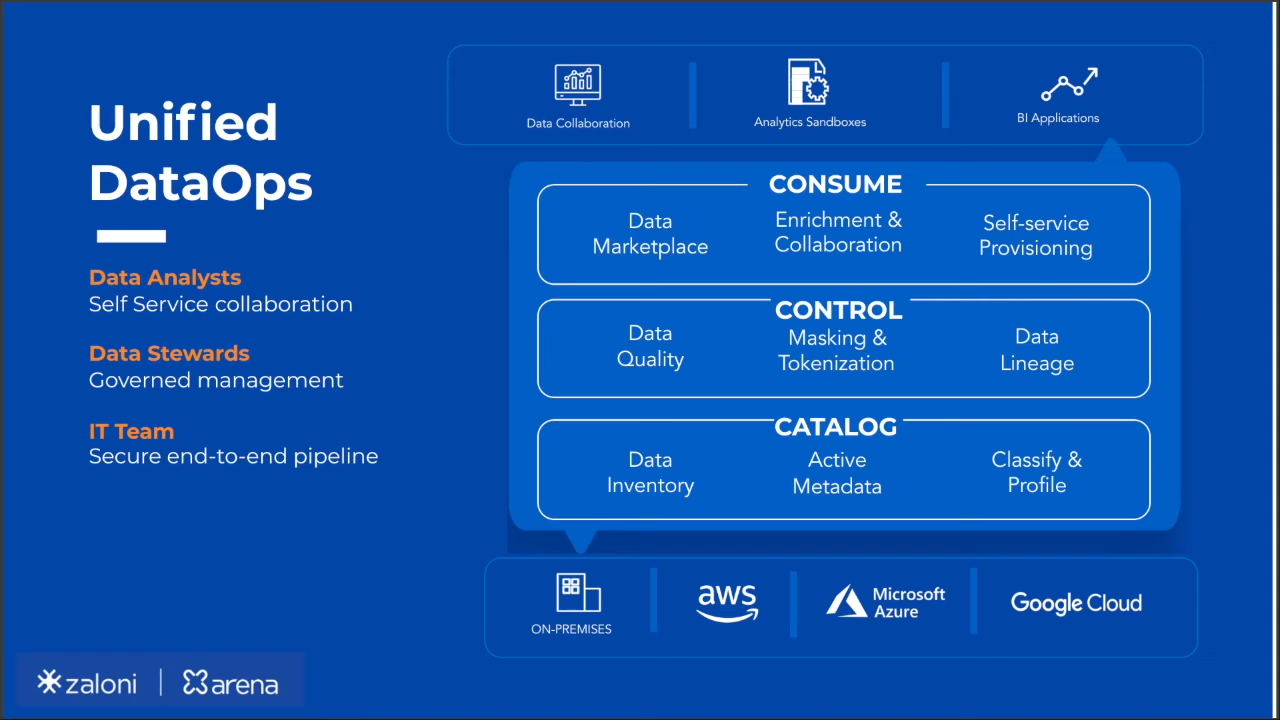 Unified
DataOps
Data Analysts
Self Service collaboration
Data Stewards
Governed management
IT Team
Secure end-to-end pipeline
Data Collaboration
Analytics Sandboxes
BI Applications
CONSUME
Data
Marketplace
Enrichment &
Collaboration
Self-service
Provisioning
CONTROL
Data
Quality
Masking &
Tokenization
Data
Lineage
CATALOG
Data
Inventory
Active
Metadata
Classify &
Profile
ON-PREMISES
aws
Microsoft
Azure
Google Cloud
zaloni
arena